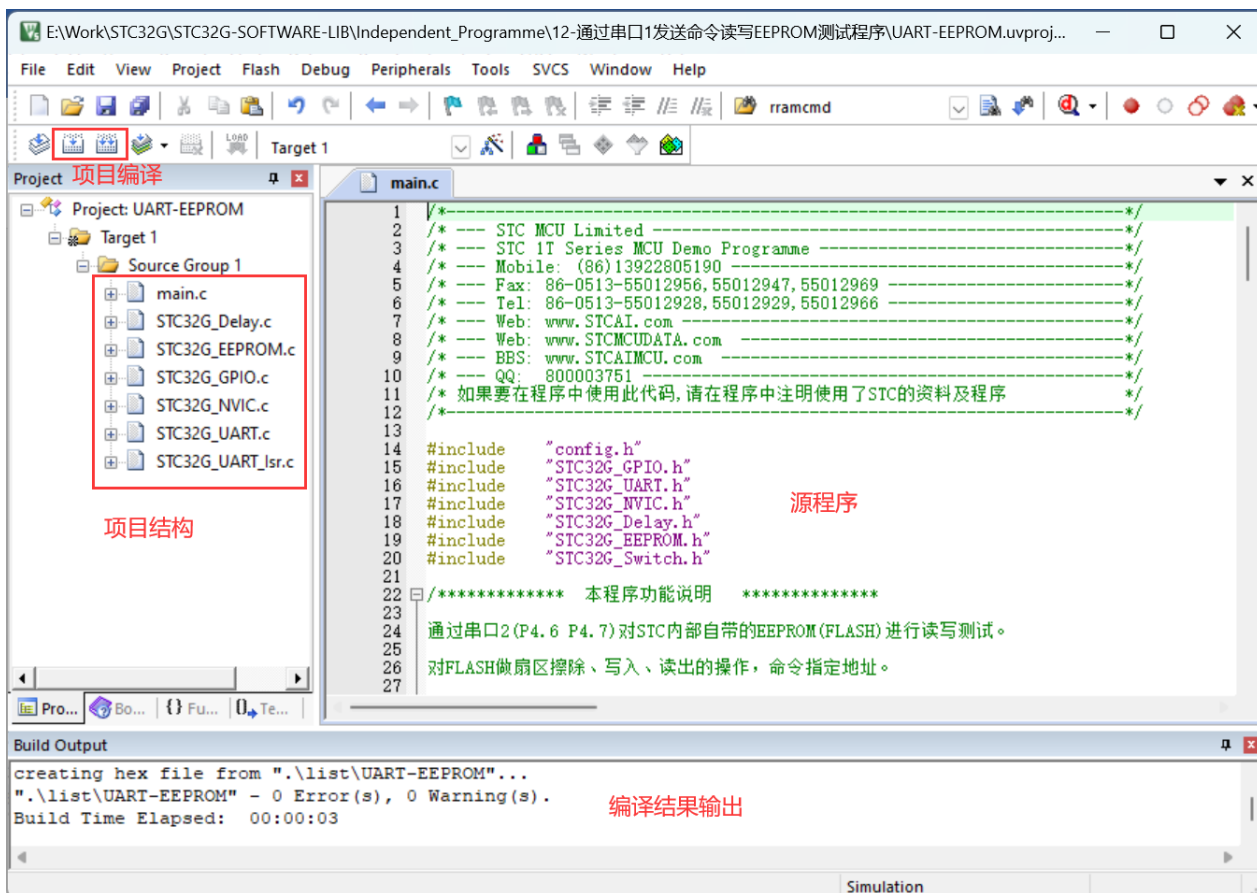 E:\Work\STC32G\STC32G-SOFTWARE-LIB\Independent_Programme\12-通过串口1发送命令读写EEPROM测试程序\UART-EEPROM.uvproj...
File Edit View Project Flash Debug Peripherals Tools SVCS Window Help
rramcmd
LOAD
Target 1
Project
项目编译
main.c
Project: UART-EEPROM
Target 1
Source Group 1
main.c
STC32G_Delay.c
STC32G_EEPROM.c
STC32G_GPIO.c
STC32G_NVIC.c
STC32G_UART.c
STC32G_UART_Isr.c
项目结构
Pro...
Bo...
{} Fu...
Te...
1 /*---------------------------------------------------------------------*/
2 /* --- STC MCU Limited ------------------------------------------------*/
3 /* --- STC 1T Series MCU Demo Programme -------------------------------*/
4 /* --- Mobile: (86)13922805190 ----------------------------------------*/
5 /* --- Fax: 86-0513-55012956,55012947,55012969 ------------------------*/
6 /* --- Tel: 86-0513-55012928,55012929,55012966 ------------------------*/
7 /* --- Web: www.STCAI.com ---------------------------------------------*/
8 /* --- Web: www.STCMCUDATA.com ---------------------------------------*/
9 /* --- BBS: www.STCAIMCU.com -----------------------------------------*/
10 /* --- QQ: 800003751 -------------------------------------------------*/
11 /* 如果要在程序中使用此代码,请在程序中注明使用了STC的资料及程序 */
12 /*---------------------------------------------------------------------*/
13
14 #include "config.h"
15 #include "STC32G_GPIO.h"
16 #include "STC32G_UART.h"
17 #include "STC32G_NVIC.h"
18 #include "STC32G_Delay.h"
19 #include "STC32G_EEPROM.h"
20 #include "STC32G_Switch.h"
源程序
21
22 /************* 本程序功能说明 **************
23
24 通过串口2(P4.6 P4.7)对STC内部自带的EEPROM(FLASH)进行读写测试。
25
26 对FLASH做扇区擦除、写入、读出的操作，命令指定地址。
27
Build Output
creating hex file from ".\list\UART-EEPROM"...
".\list\UART-EEPROM" - 0 Error(s), 0 Warning(s).
Build Time Elapsed: 00:00:03
编译结果输出
Simulation